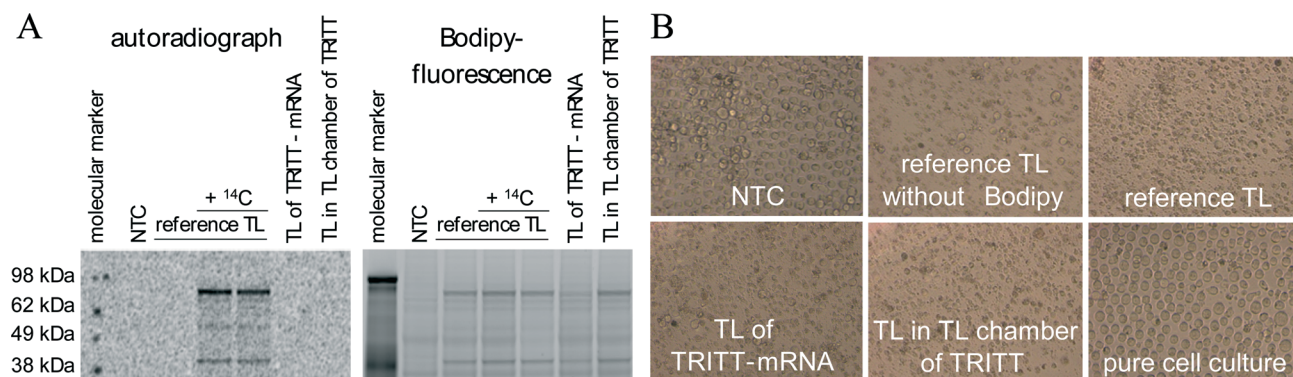 A
autoradiograph
Bodipy-
fluorescence
molecular marker
NTC
+ ¹⁴C
reference TL
TL of TRITT - mRNA
TL in TL chamber of TRITT
molecular marker
NTC
+ ¹⁴C
reference TL
TL of TRITT - mRNA
TL in TL chamber of TRITT
98 kDa
62 kDa
49 kDa
38 kDa
B
NTC
reference TL
without Bodipy
reference TL
TL of
TRITT-mRNA
TL in TL chamber
of TRITT
pure cell culture